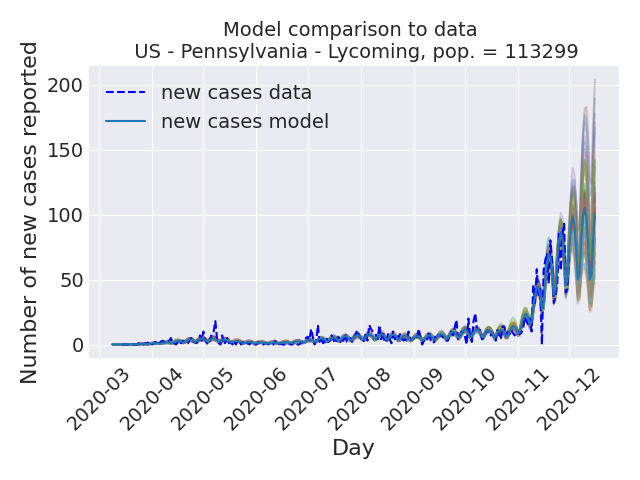 Model comparison to data
US - Pennsylvania - Lycoming, pop. = 113299
new cases data
new cases model
Number of new cases reported
200
150
100
50
0
2020-03
2020-04
2020-05
2020-06
2020-07
2020-08
2020-09
2020-10
2020-11
2020-12
Day